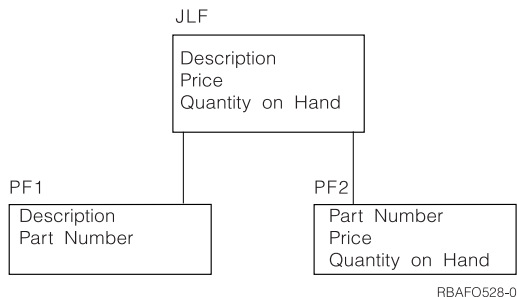 JLF
Description
Price
Quantity on Hand
PF1
Description
Part Number
PF2
Part Number
Price
Quantity on Hand
RBAFO528-0